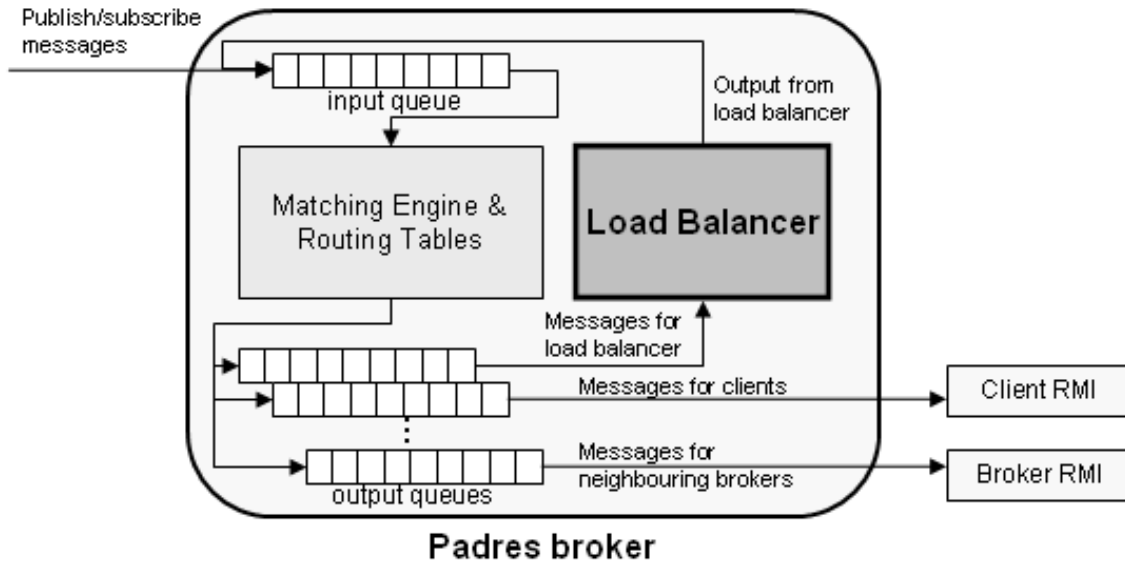 Publish/subscribe
messages
input queue
Output from
load balancer
Matching Engine &
Routing Tables
Load Balancer
Messages for
load balancer
Messages for clients
Client RMI
Messages for
neighbouring brokers
Broker RMI
output queues
Padres broker